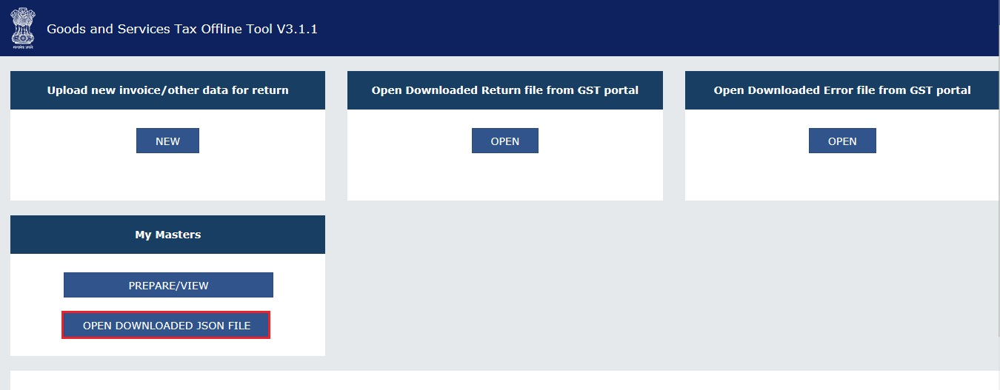 Goods and Services Tax Offline Tool V3.1.1
Upload new invoice/other data for return
Open Downloaded Return file from GST portal
Open Downloaded Error file from GST portal
NEW
OPEN
OPEN
My Masters
PREPARE/VIEW
OPEN DOWNLOADED JSON FILE